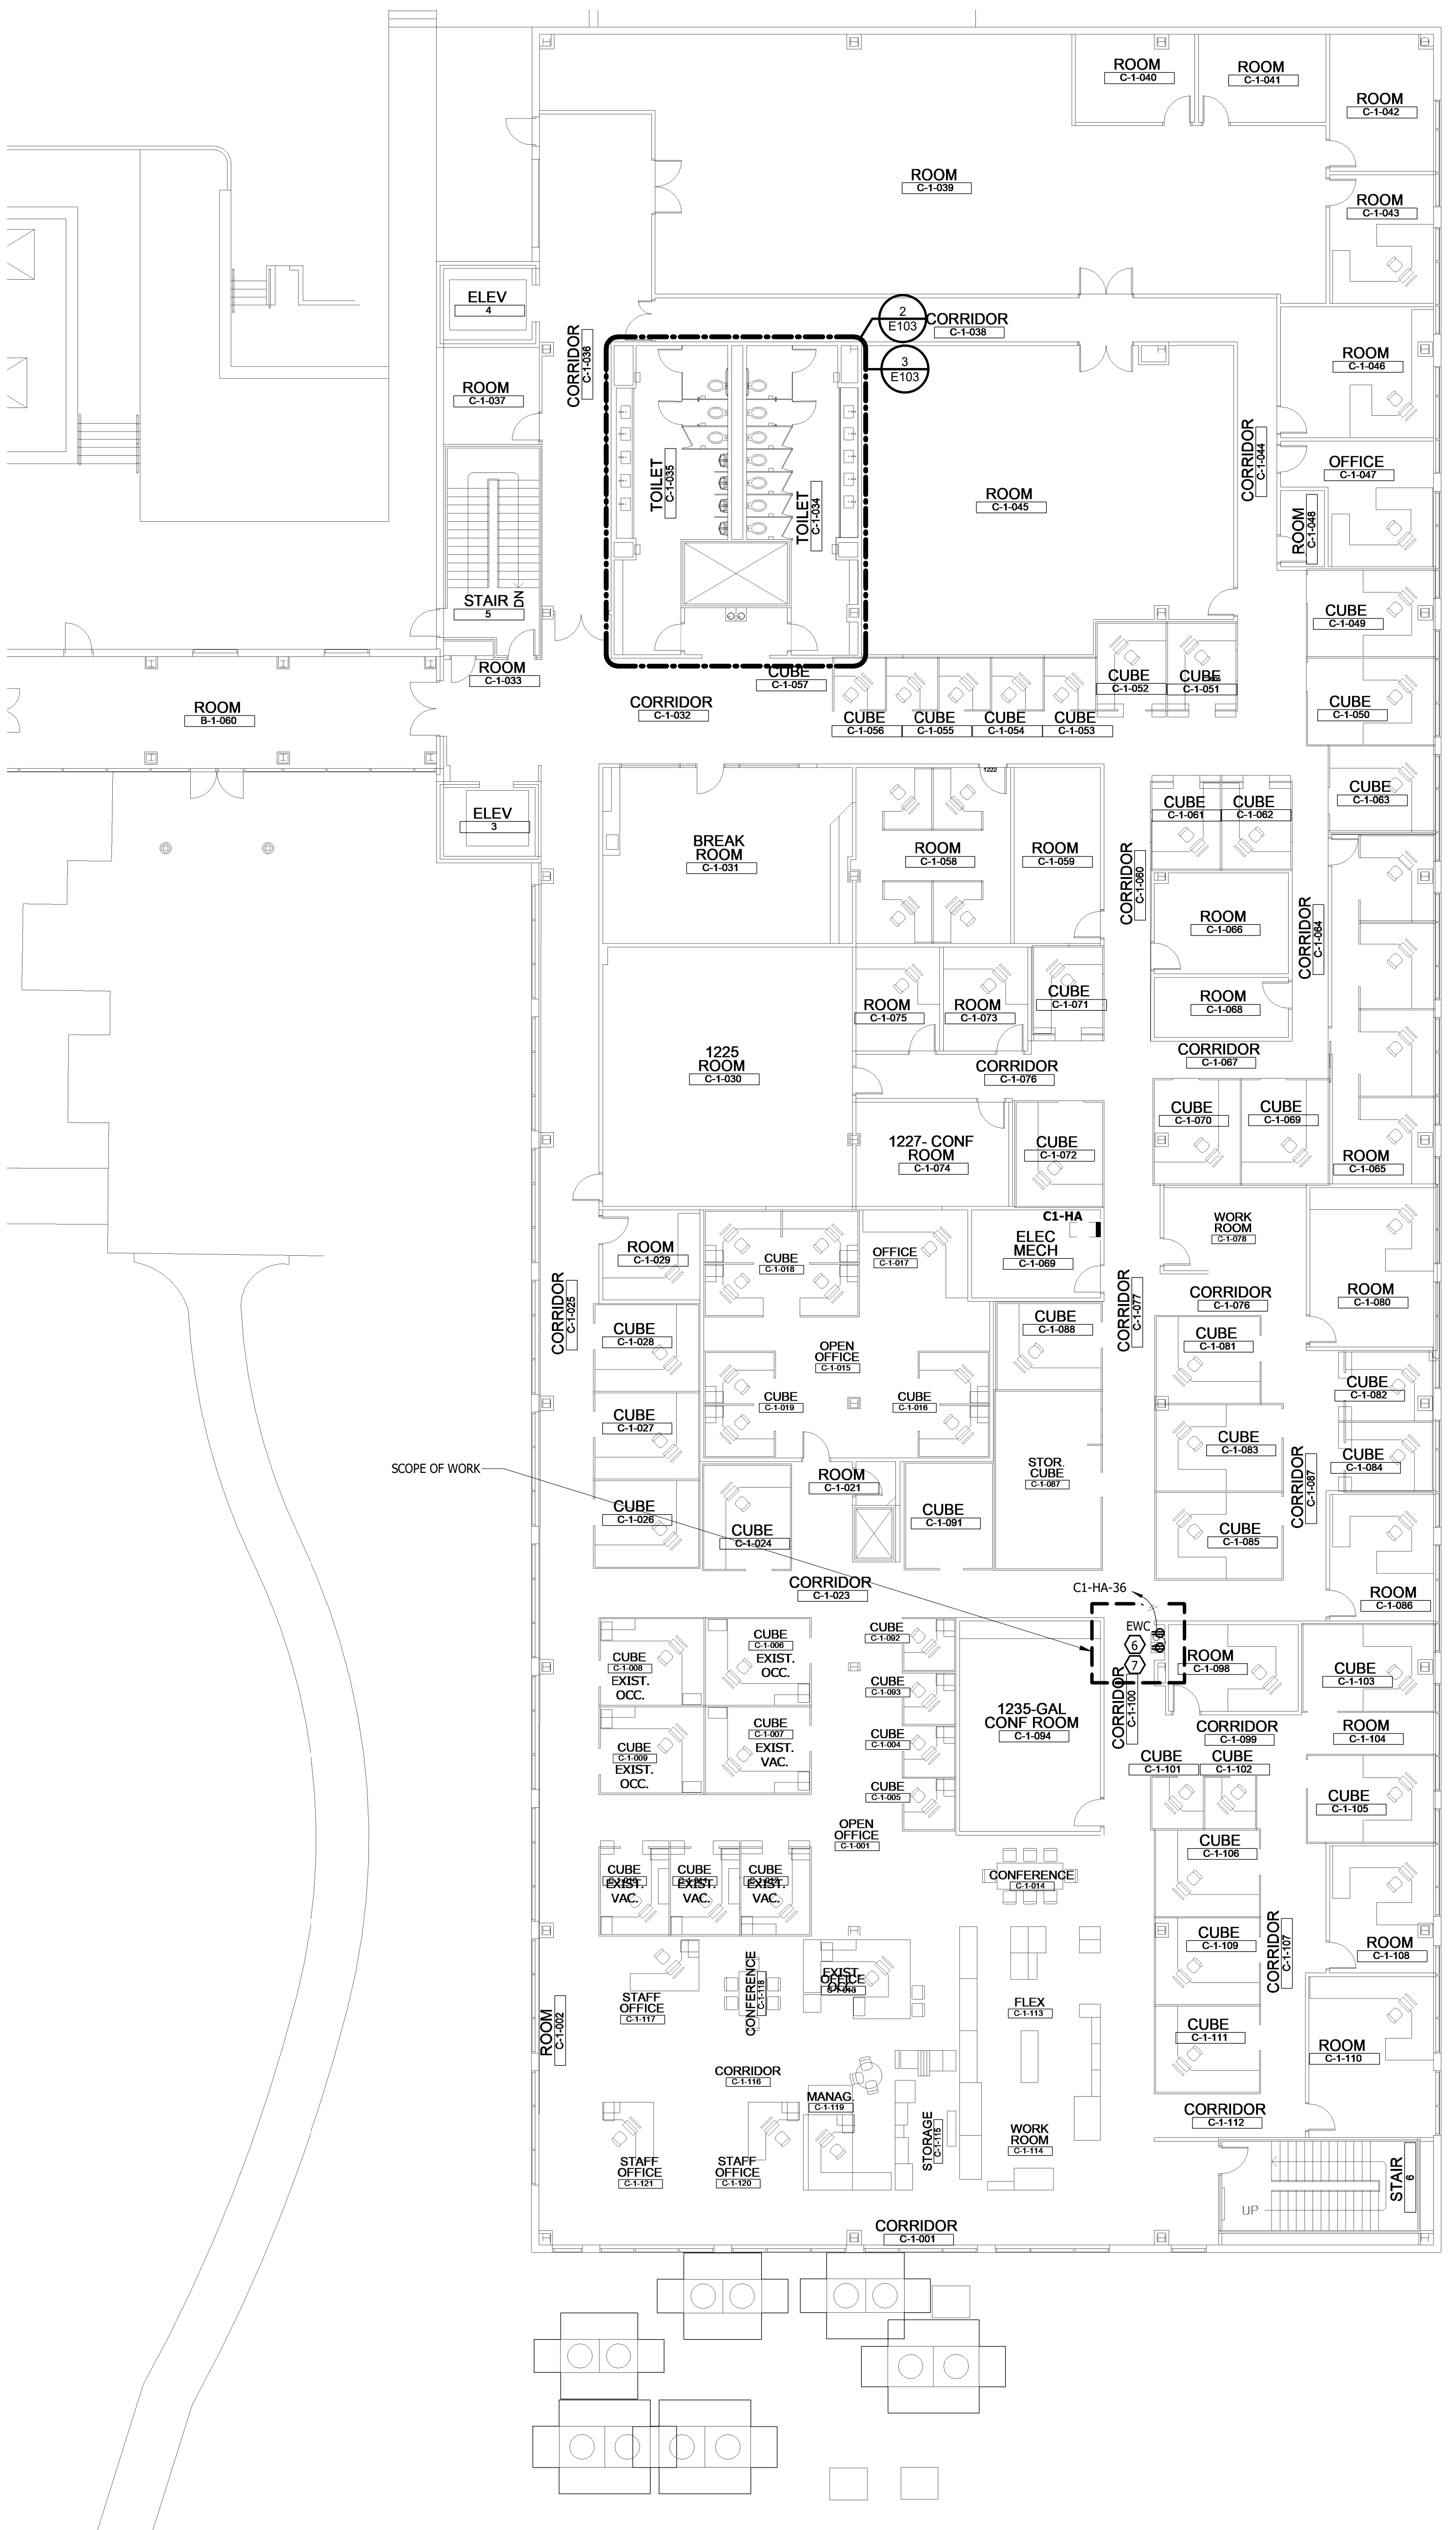 ROOM
C-1-040
ROOM
C-1-041
ROOM
C-1-042
ROOM
C-1-039
ROOM
C-1-043
ELEV
4
CORRIDOR
C-1-036
2
E103
CORRIDOR
C-1-038
3
E103
ROOM
C-1-046
ROOM
C-1-037
TOILET
C-1-035
TOILET
C-1-034
ROOM
C-1-045
CORRIDOR
C-1-044
OFFICE
C-1-047
ROOM
C-1-048
STAIR
5
DN
CUBE
C-1-049
ROOM
C-1-033
CUBE
C-1-057
CUBE
C-1-052
CUBE
C-1-051
CUBE
C-1-050
ROOM
B-1-060
CORRIDOR
C-1-032
CUBE
C-1-056
CUBE
C-1-055
CUBE
C-1-054
CUBE
C-1-053
1222
ELEV
3
CUBE
C-1-061
CUBE
C-1-062
CUBE
C-1-063
BREAK
ROOM
C-1-031
ROOM
C-1-058
ROOM
C-1-059
CORRIDOR
C-1-060
ROOM
C-1-066
CORRIDOR
C-1-064
ROOM
C-1-075
ROOM
C-1-073
CUBE
C-1-071
ROOM
C-1-068
1225
ROOM
C-1-030
CORRIDOR
C-1-076
CORRIDOR
C-1-067
CUBE
C-1-070
CUBE
C-1-069
1227- CONF
ROOM
C-1-074
CUBE
C-1-072
ROOM
C-1-065
C1-HA
ELEC
MECH
C-1-069
WORK
ROOM
C-1-078
ROOM
C-1-029
CUBE
C-1-018
OFFICE
C-1-017
CORRIDOR
C-1-025
CORRIDOR
C-1-077
CORRIDOR
C-1-076
ROOM
C-1-080
CUBE
C-1-028
CUBE
C-1-088
CUBE
C-1-081
OPEN
OFFICE
C-1-015
CUBE
C-1-082
CUBE
C-1-027
CUBE
C-1-019
CUBE
C-1-016
CUBE
C-1-083
CUBE
C-1-084
SCOPE OF WORK
ROOM
C-1-021
STOR.
CUBE
C-1-087
CORRIDOR
C-1-087
CUBE
C-1-026
CUBE
C-1-024
CUBE
C-1-091
CUBE
C-1-085
CORRIDOR
C-1-023
C1-HA-36
ROOM
C-1-086
CUBE
C-1-008
EXIST.
OCC.
CUBE
C-1-006
EXIST.
OCC.
CUBE
C-1-092
EWC
6
7
ROOM
C-1-098
CUBE
C-1-103
CUBE
C-1-093
CORRIDOR
C-1-100
1235-GAL
CONF ROOM
C-1-094
CUBE
C-1-009
EXIST.
OCC.
CUBE
C-1-007
EXIST.
VAC.
CUBE
C-1-004
CORRIDOR
C-1-099
ROOM
C-1-104
CUBE
C-1-005
CUBE
C-1-101
CUBE
C-1-102
CUBE
C-1-105
OPEN
OFFICE
C-1-001
CUBE
C-1-106
CUBE
EXIST.
VAC.
CUBE
EXIST.
VAC.
CUBE
EXIST.
VAC.
CONFERENCE
C-1-014
CUBE
C-1-109
CORRIDOR
C-1-107
ROOM
C-1-108
STAFF
OFFICE
C-1-117
CONFERENCE
C-1-118
EXIST.
OFFICE
FLEX
C-1-113
ROOM
C-1-002
CUBE
C-1-111
ROOM
C-1-110
CORRIDOR
C-1-116
MANAG.
C-1-119
CORRIDOR
C-1-112
STAFF
OFFICE
C-1-121
STAFF
OFFICE
C-1-120
STORAGE
C-1-115
WORK
ROOM
C-1-114
STAIR
6
UP
CORRIDOR
C-1-001